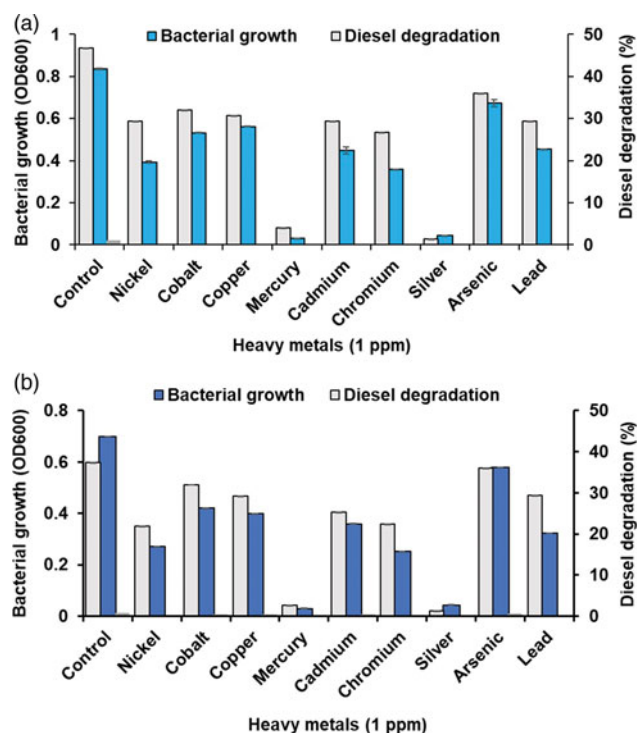 (a)
Bacterial growth Diesel degradation
Bacterial growth (OD600)
1
0.8
0.6
0.4
0.2
0
Diesel degradation (%)
50
40
30
20
10
0
Control Nickel Cobalt Copper Mercury Cadmium Chromium Silver Arsenic Lead
Heavy metals (1 ppm)
(b)
Bacterial growth Diesel degradation
Bacterial growth (OD600)
0.8
0.6
0.4
0.2
0
Diesel degradation (%)
50
40
30
20
10
0
Control Nickel Cobalt Copper Mercury Cadmium Chromium Silver Arsenic Lead
Heavy metals (1 ppm)